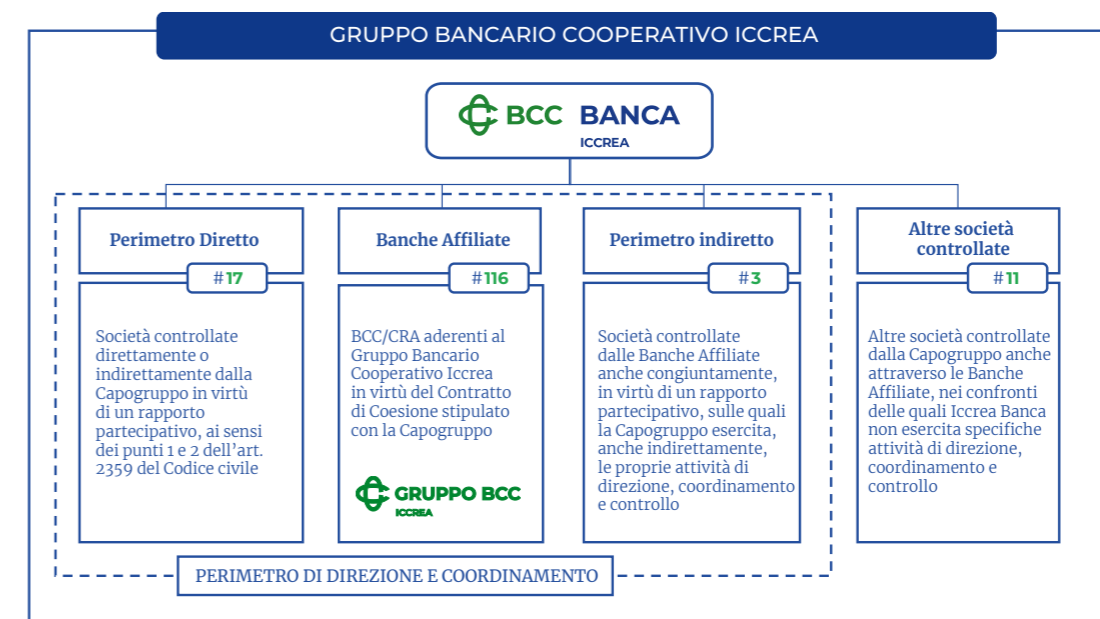 GRUPPO BANCARIO COOPERATIVO ICCREA
BCC BANCA
ICCREA
Perimetro Diretto
#17
Società controllate
direttamente o
indirettamente dalla
Capogruppo in virtù
di un rapporto
partecipativo, ai sensi
dei punti 1 e 2 dell'art.
2359 del Codice civile
Banche Affiliate
#116
BCC/CRA aderenti al
Gruppo Bancario
Cooperativo Iccrea
in virtù del Contratto
di Coesione stipulato
con la Capogruppo
GRUPPO BCC
ICCREA
Perimetro indiretto
#3
Società controllate
dalle Banche Affiliate
anche congiuntamente,
in virtù di un rapporto
partecipativo, sulle quali
la Capogruppo esercita,
anche indirettamente,
le proprie attività di
direzione, coordinamento
e controllo
Altre società
controllate
#11
Altre società controllate
dalla Capogruppo anche
attraverso le Banche
Affiliate, nei confronti
delle quali Iccrea Banca
non esercita specifiche
attività di direzione,
coordinamento e
controllo
PERIMETRO DI DIREZIONE E COORDINAMENTO